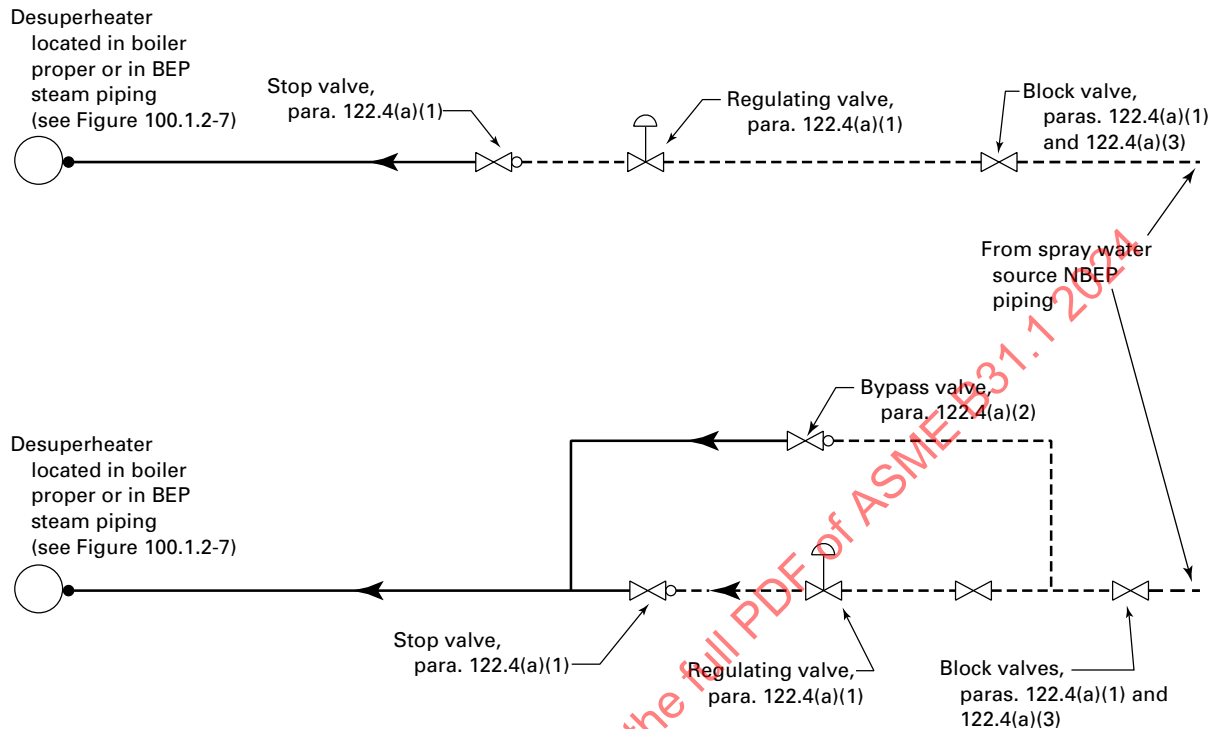 Desuperheater
located in boiler
proper or in BEP
steam piping
(see Figure 100.1.2-7)
Stop valve,
para. 122.4(a)(1)
Regulating valve,
para. 122.4(a)(1)
Block valve,
paras. 122.4(a)(1)
and 122.4(a)(3)
From spray water
source NBEP
piping
Bypass valve,
para. 122.4(a)(2)
Desuperheater
located in boiler
proper or in BEP
steam piping
(see Figure 100.1.2-7)
Stop valve,
para. 122.4(a)(1)
Regulating valve,
para. 122.4(a)(1)
Block valves,
paras. 122.4(a)(1) and
122.4(a)(3)
the full PDF of ASME B31.1 2024